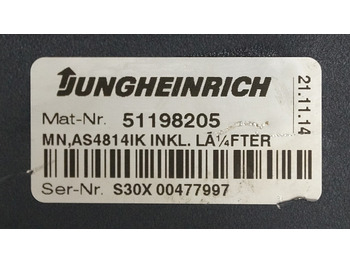 JUNGHEINRICH
Mat-Nr. 51198205
MN,AS4814IK INKL. LÃ¼FTER
Ser-Nr. S30X 00477997
21.11.14